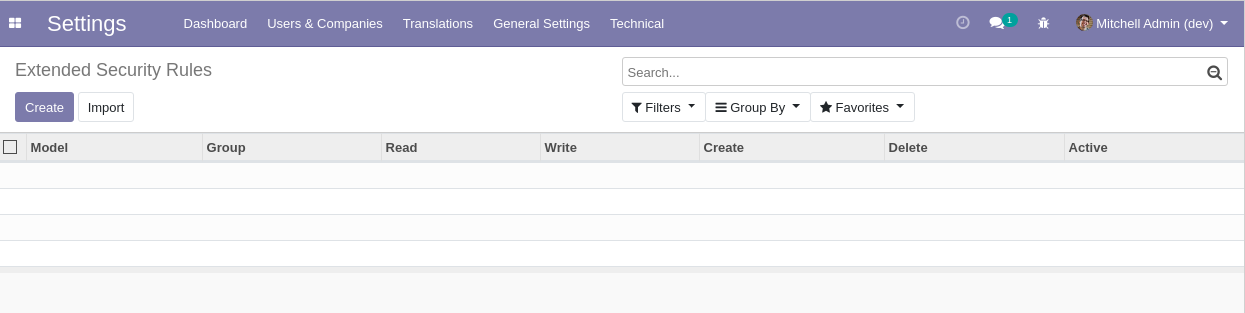 Settings Dashboard Users & Companies Translations General Settings Technical 1 Mitchell Admin (dev)
Extended Security Rules
Search...
Create Import Filters Group By Favorites
Model Group Read Write Create Delete Active